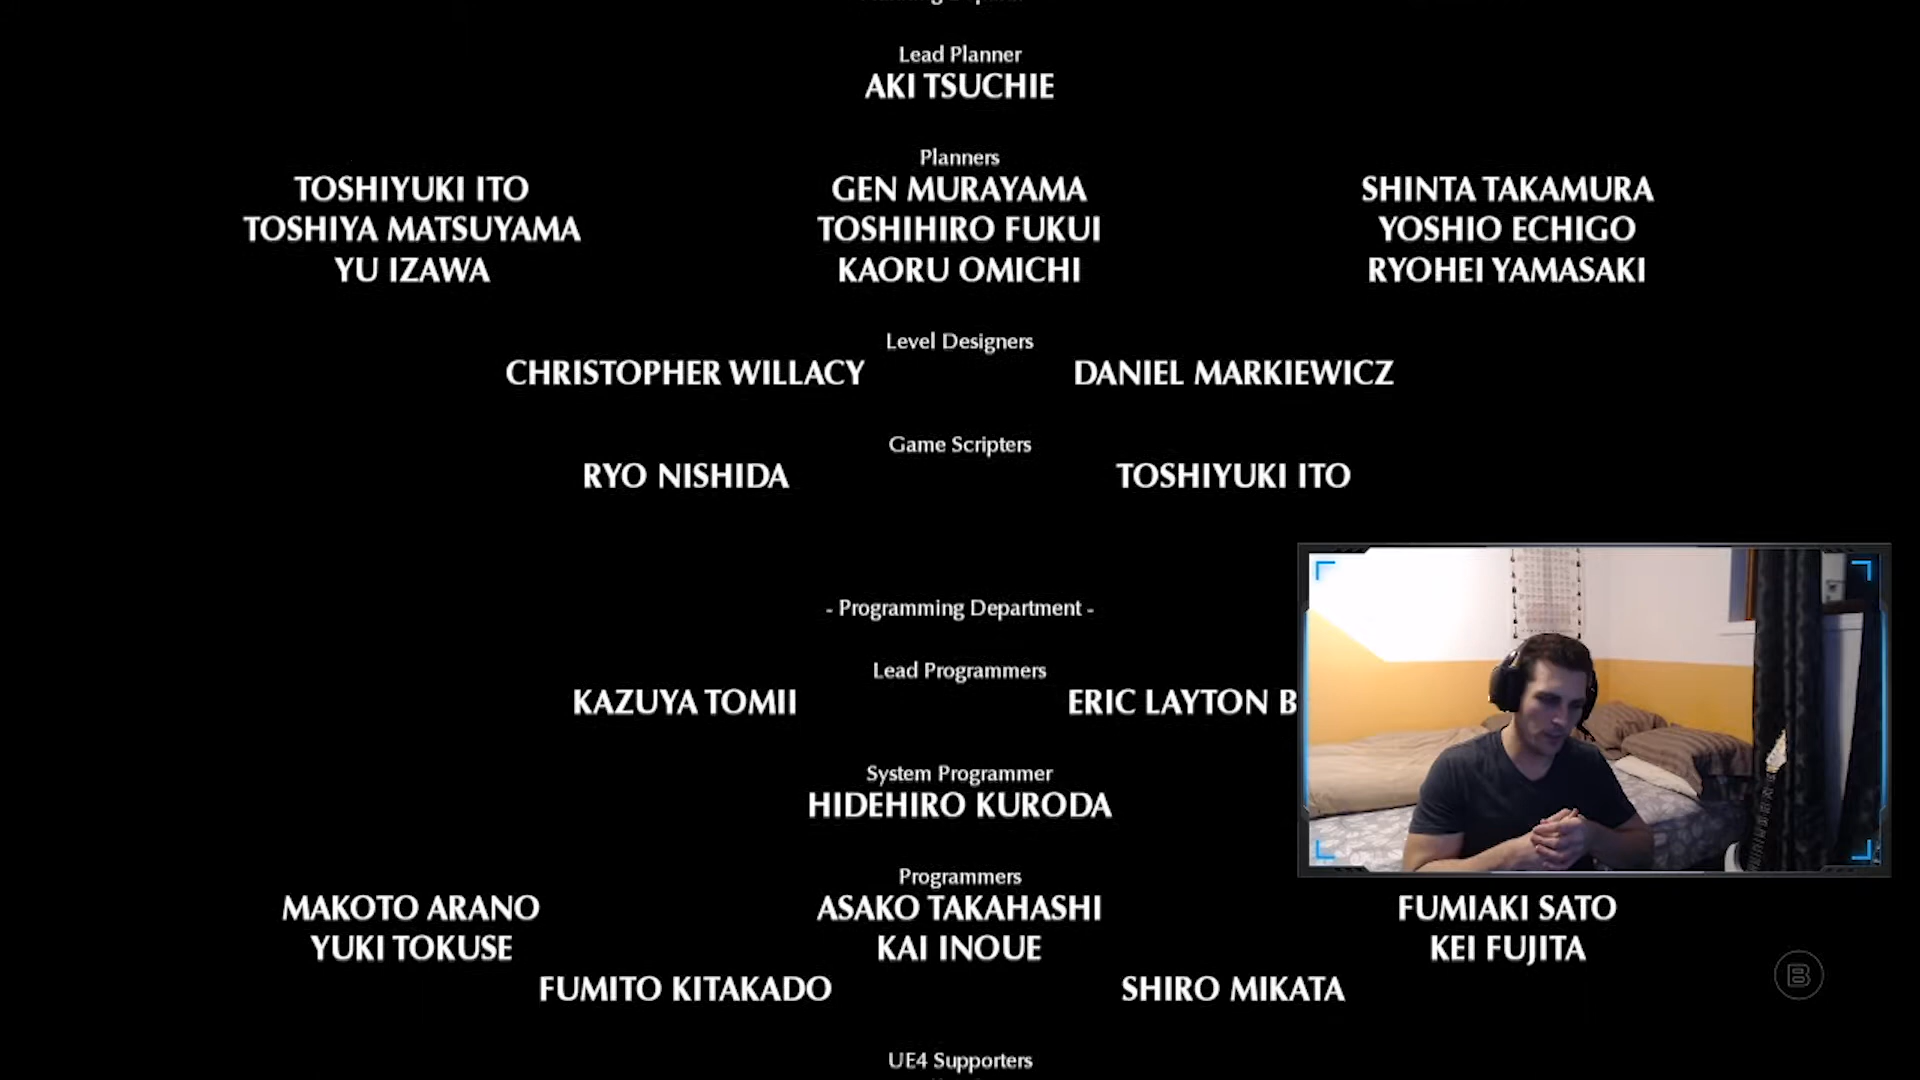 Lead Planner
AKI TSUCHIE
Planners
TOSHIYUKI ITO GEN MURAYAMA SHINTA TAKAMURA
TOSHIYA MATSUYAMA TOSHIHIRO FUKUI YOSHIO ECHIGO
YU IZAWA KAORU OMICHI RYOHEI YAMASAKI
Level Designers
CHRISTOPHER WILLACY DANIEL MARKIEWICZ
Game Scripters
RYO NISHIDA TOSHIYUKI ITO
- Programming Department -
Lead Programmers
KAZUYA TOMII ERIC LAYTON B
System Programmer
HIDEHIRO KURODA
Programmers
MAKOTO ARANO ASAKO TAKAHASHI FUMIAKI SATO
YUKI TOKUSE KAI INOUE KEI FUJITA
FUMITO KITAKADO SHIRO MIKATA
B
UE4 Supporters